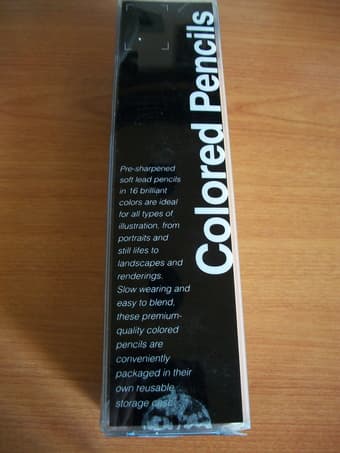 Colored Pencils
Pre-sharpened
soft lead pencils
in 16 brilliant
colors are ideal
for all types of
illustration, from
portraits and
still lifes to
landscapes and
renderings.
Slow wearing and
easy to blend,
these premium-
quality colored
pencils are
conveniently
packaged in their
own reusable
storage case.